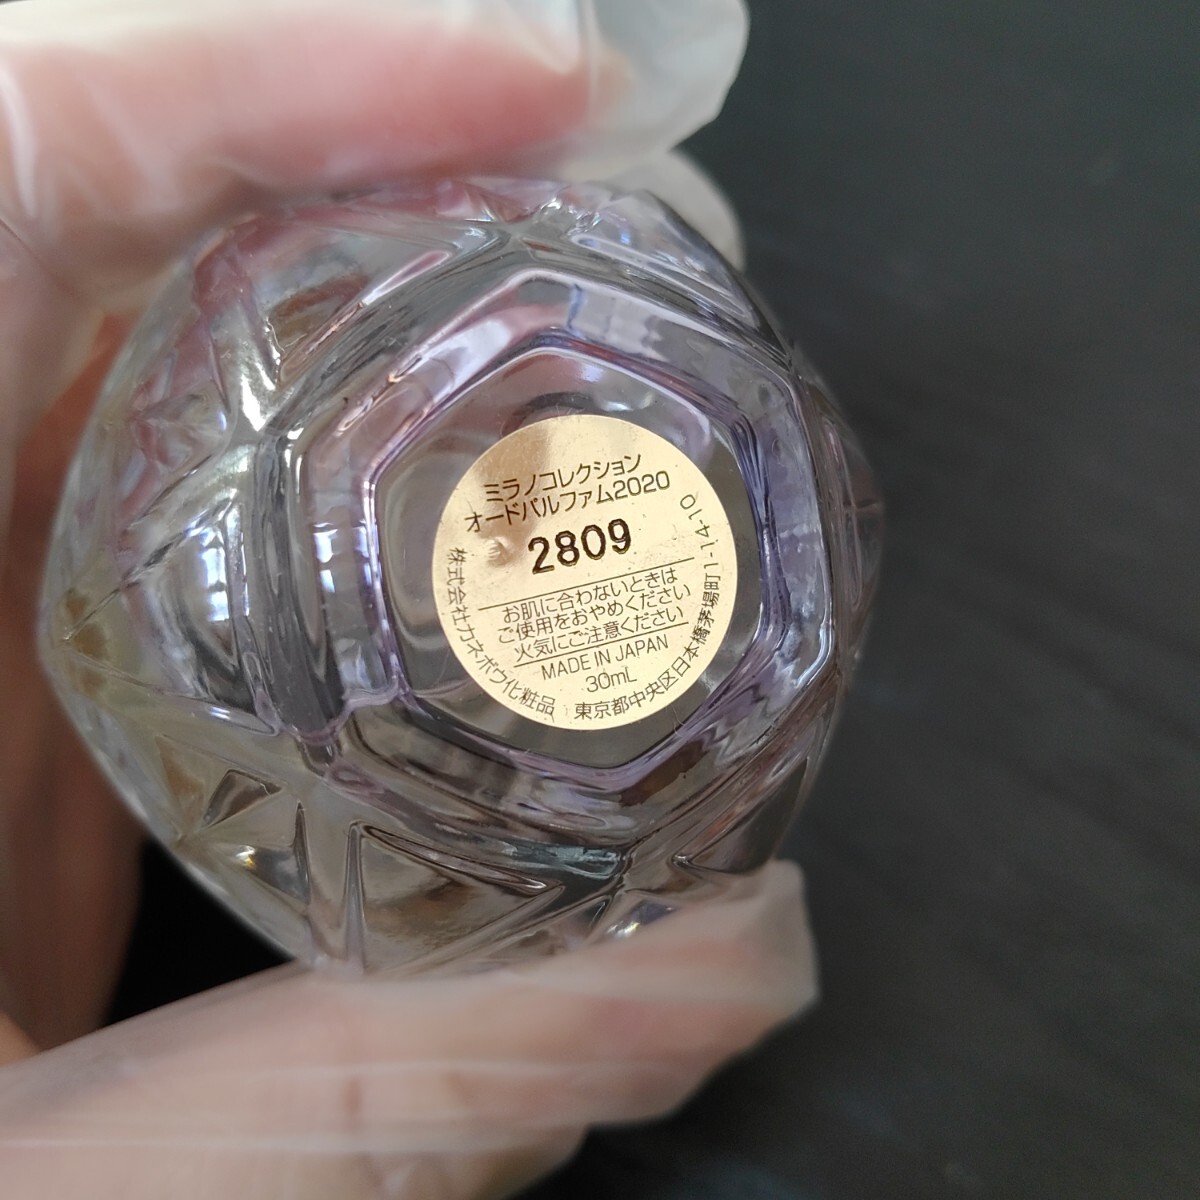 ミラノコレクション
オードパルファム2020
2809
お肌に合わないときは
ご使用をおやめください
火気にご注意ください
MADE IN JAPAN
30mL
株式会社カネボウ化粧品 東京都中央区日本橋茅場町1-14-10